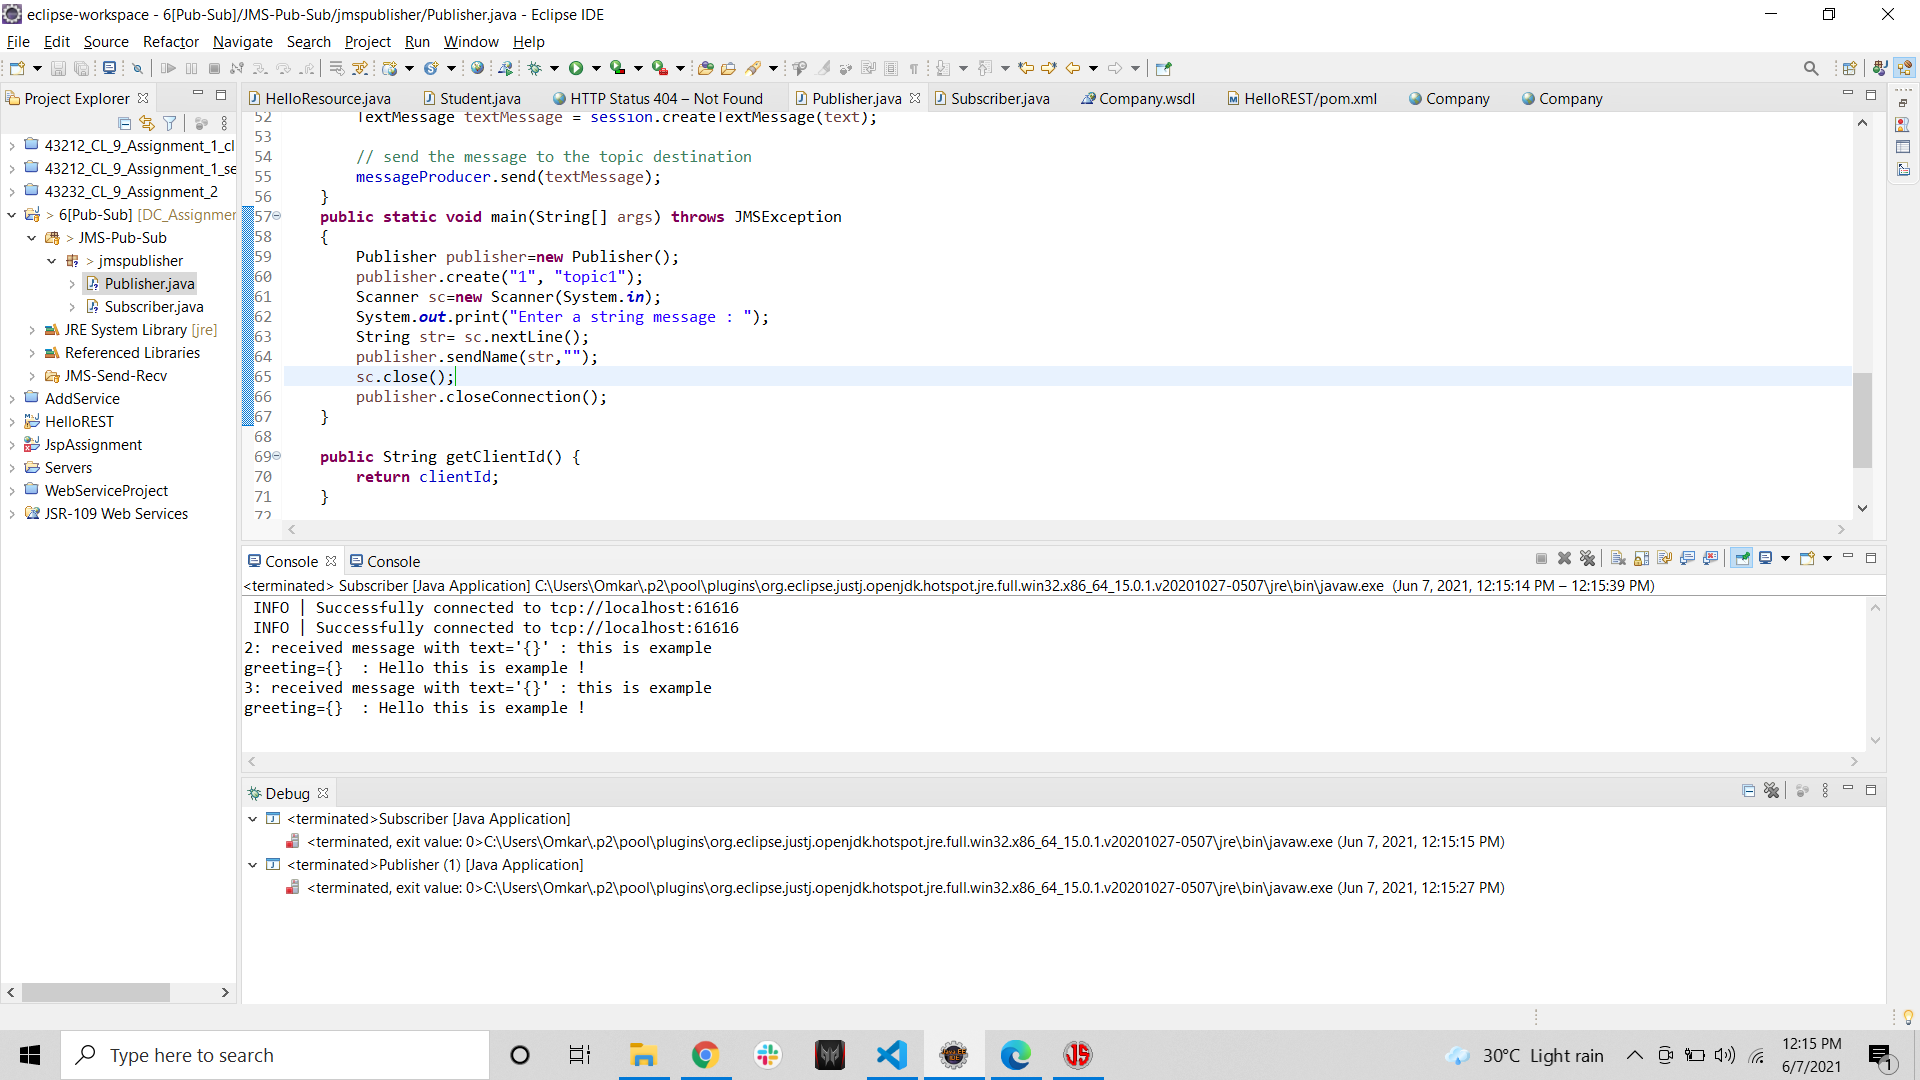 eclipse-workspace - 6[Pub-Sub]/JMS-Pub-Sub/jmspublisher/Publisher.java - Eclipse IDE
File Edit Source Refactor Navigate Search Project Run Window Help
Project Explorer
HelloResource.java Student.java HTTP Status 404 – Not Found Publisher.java Subscriber.java Company.wsdl HelloREST/pom.xml Company Company
43212_CL_9_Assignment_1_cl
43212_CL_9_Assignment_1_se
43232_CL_9_Assignment_2
> 6[Pub-Sub] [DC_Assignmer
> JMS-Pub-Sub
> jmspublisher
Publisher.java
Subscriber.java
JRE System Library [jre]
Referenced Libraries
JMS-Send-Recv
AddService
HelloREST
JspAssignment
Servers
WebServiceProject
JSR-109 Web Services
52 TextMessage textMessage = session.createTextMessage(text);
53
54 // send the message to the topic destination
55 messageProducer.send(textMessage);
56 }
57 public static void main(String[] args) throws JMSException
58 {
59 Publisher publisher=new Publisher();
60 publisher.create("1", "topic1");
61 Scanner sc=new Scanner(System.in);
62 System.out.print("Enter a string message : ");
63 String str= sc.nextLine();
64 publisher.sendName(str,"");
65 sc.close();
66 publisher.closeConnection();
67 }
68
69 public String getClientId() {
70 return clientId;
71 }
72
Console Console
<terminated> Subscriber [Java Application] C:\Users\Omkar\.p2\pool\plugins\org.eclipse.justj.openjdk.hotspot.jre.full.win32.x86_64_15.0.1.v20201027-0507\jre\bin\javaw.exe (Jun 7, 2021, 12:15:14 PM – 12:15:39 PM)
INFO | Successfully connected to tcp://localhost:61616
INFO | Successfully connected to tcp://localhost:61616
2: received message with text='{}' : this is example
greeting={} : Hello this is example !
3: received message with text='{}' : this is example
greeting={} : Hello this is example !
Debug
<terminated>Subscriber [Java Application]
<terminated, exit value: 0>C:\Users\Omkar\.p2\pool\plugins\org.eclipse.justj.openjdk.hotspot.jre.full.win32.x86_64_15.0.1.v20201027-0507\jre\bin\javaw.exe (Jun 7, 2021, 12:15:15 PM)
<terminated>Publisher (1) [Java Application]
<terminated, exit value: 0>C:\Users\Omkar\.p2\pool\plugins\org.eclipse.justj.openjdk.hotspot.jre.full.win32.x86_64_15.0.1.v20201027-0507\jre\bin\javaw.exe (Jun 7, 2021, 12:15:27 PM)
Type here to search
30°C Light rain
12:15 PM
6/7/2021
1